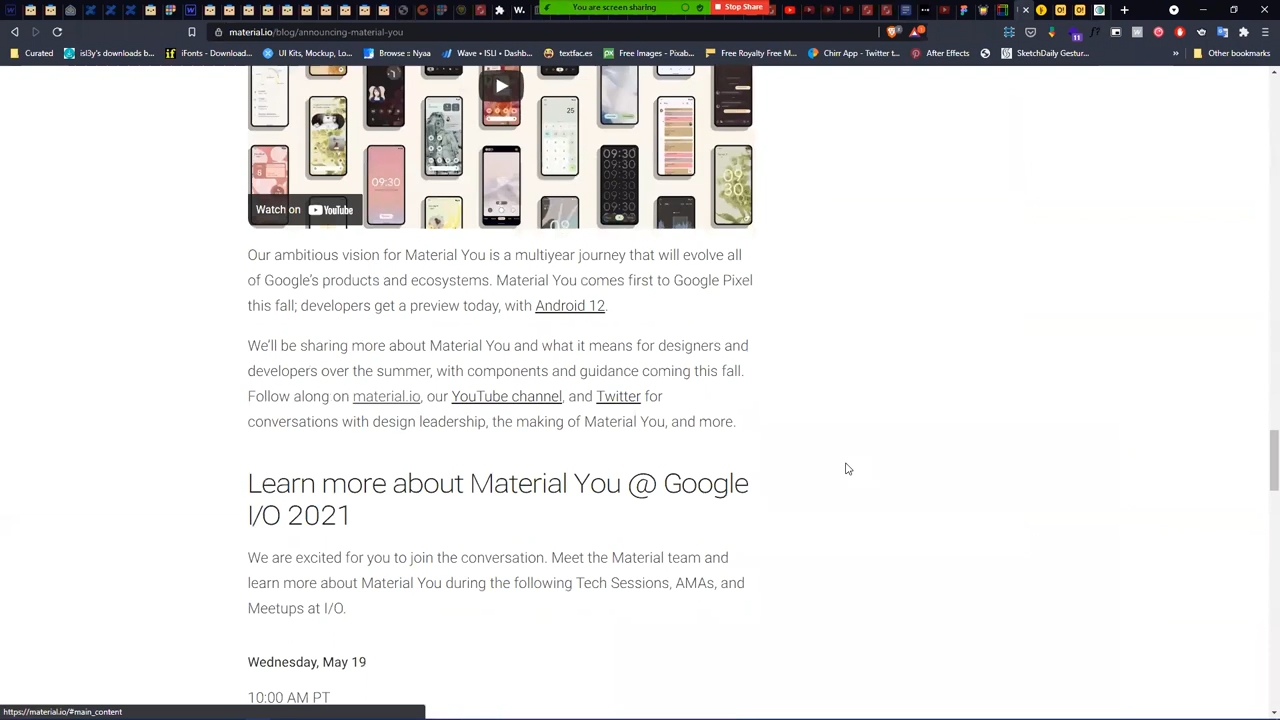 You are screen sharing
Stop Share
material.io/blog/announcing-material-you
Curated
isl3y's downloads b...
iFonts - Download...
UI Kits, Mockup, Lo...
Browse :: Nyaa
Wave • ISLI • Dashb...
textfac.es
Free Images - Pixab...
Free Royalty Free M...
Chirr App - Twitter t...
After Effects
SketchDaily Gestur...
Other bookmarks
25
09:30
09:30
09:30
Watch on YouTube
Our ambitious vision for Material You is a multiyear journey that will evolve all
of Google's products and ecosystems. Material You comes first to Google Pixel
this fall; developers get a preview today, with Android 12.
We'll be sharing more about Material You and what it means for designers and
developers over the summer, with components and guidance coming this fall.
Follow along on material.io, our YouTube channel, and Twitter for
conversations with design leadership, the making of Material You, and more.
Learn more about Material You @ Google
I/O 2021
We are excited for you to join the conversation. Meet the Material team and
learn more about Material You during the following Tech Sessions, AMAs, and
Meetups at I/O.
Wednesday, May 19
10:00 AM PT
https://material.io/#main_content